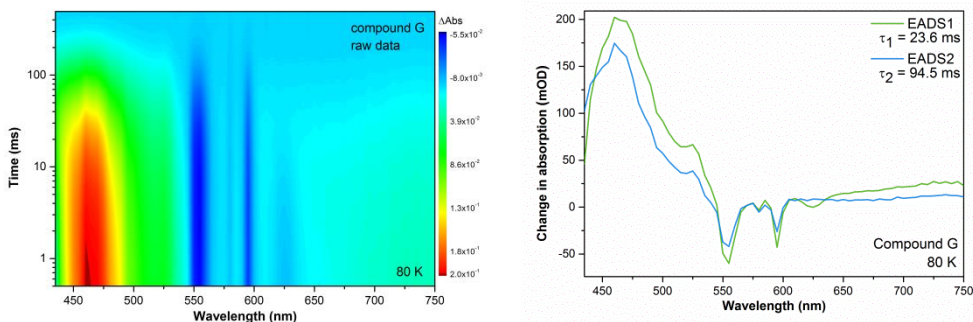 ΔAbs
compound G
raw data
-5.5x10⁻²
-8.0x10⁻³
3.9x10⁻²
8.6x10⁻²
1.3x10⁻¹
1.8x10⁻¹
2.0x10⁻¹
Time (ms)
100
10
1
80 K
450 500 550 600 650 700 750
Wavelength (nm)
EADS1
τ1 = 23.6 ms
EADS2
τ2 = 94.5 ms
Change in absorption (mOD)
200
150
100
50
0
-50
Compound G
80 K
450 500 550 600 650 700 750
Wavelength (nm)